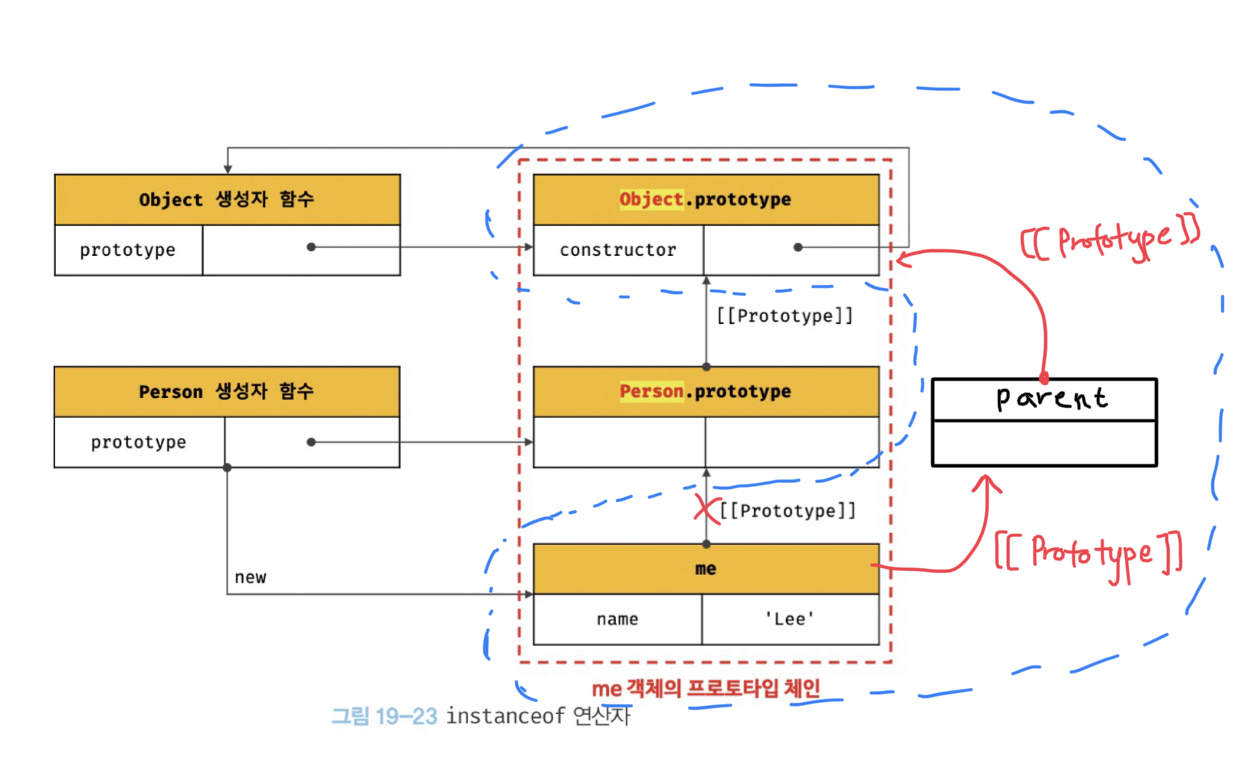 Object 생성자 함수
prototype
Object.prototype
constructor
[[Prototype]]
[[Prototype]]
Person 생성자 함수
prototype
Person.prototype
parent
[[Prototype]]
[[Prototype]]
new
me
name
'Lee'
me 객체의 프로토타입 체인
그림 19-23 instanceof 연산자